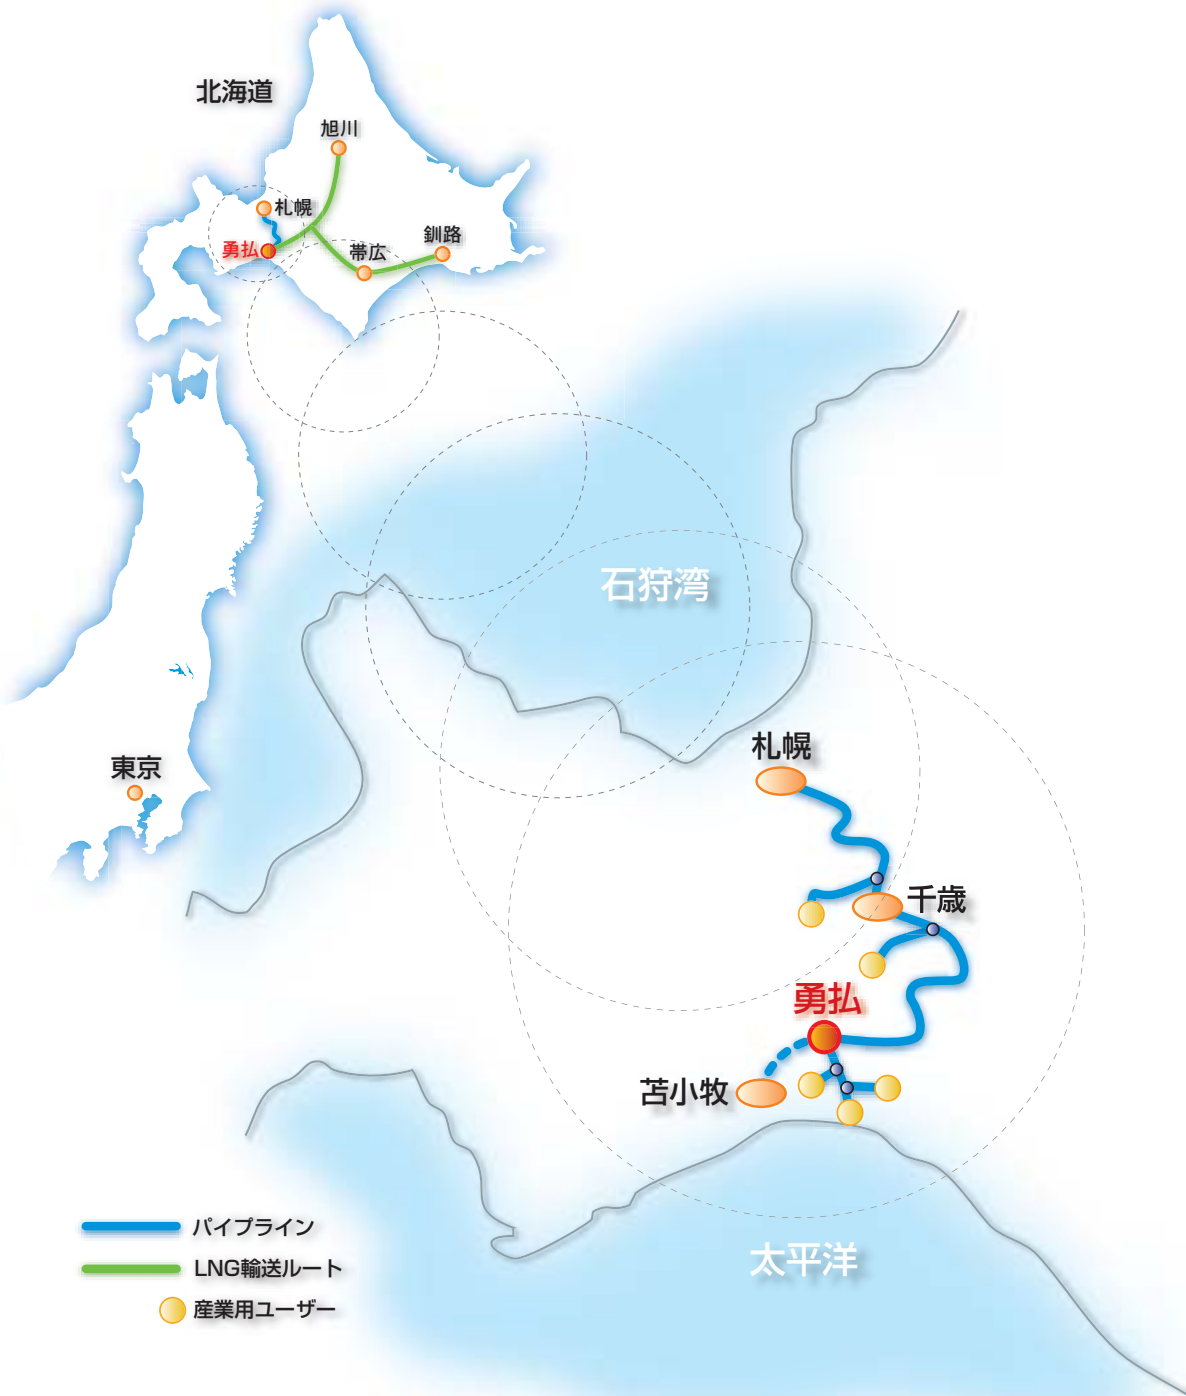 北海道
旭川
札幌
釧路
勇払
帯広
石狩湾
札幌
東京
千歳
勇払
苫小牧
パイプライン
太平洋
LNG輸送ルート
産業用ユーザー